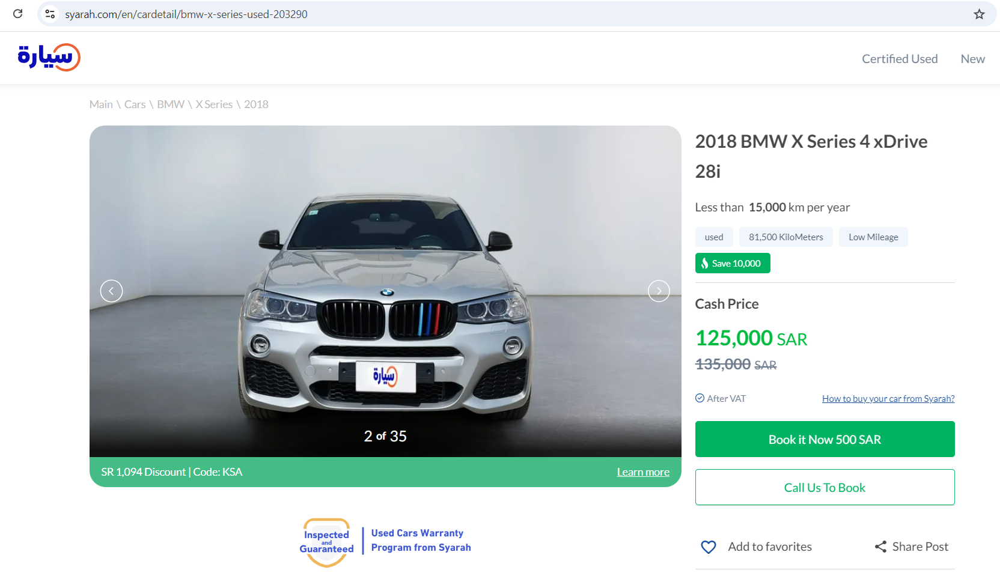 syarah.com/en/cardetail/bmw-x-series-used-203290
سيارة
Certified Used
New
Main \ Cars \ BMW \ X Series \ 2018
2018 BMW X Series 4 xDrive
28i
Less than 15,000 km per year
used
81,500 KiloMeters
Low Mileage
Save 10,000
Cash Price
125,000 SAR
135,000 SAR
After VAT
How to buy your car from Syarah?
Book it Now 500 SAR
Call Us To Book
Add to favorites
Share Post
سيارة
2 of 35
SR 1,094 Discount | Code: KSA
Learn more
Inspected
and
Guaranteed
Used Cars Warranty
Program from Syarah